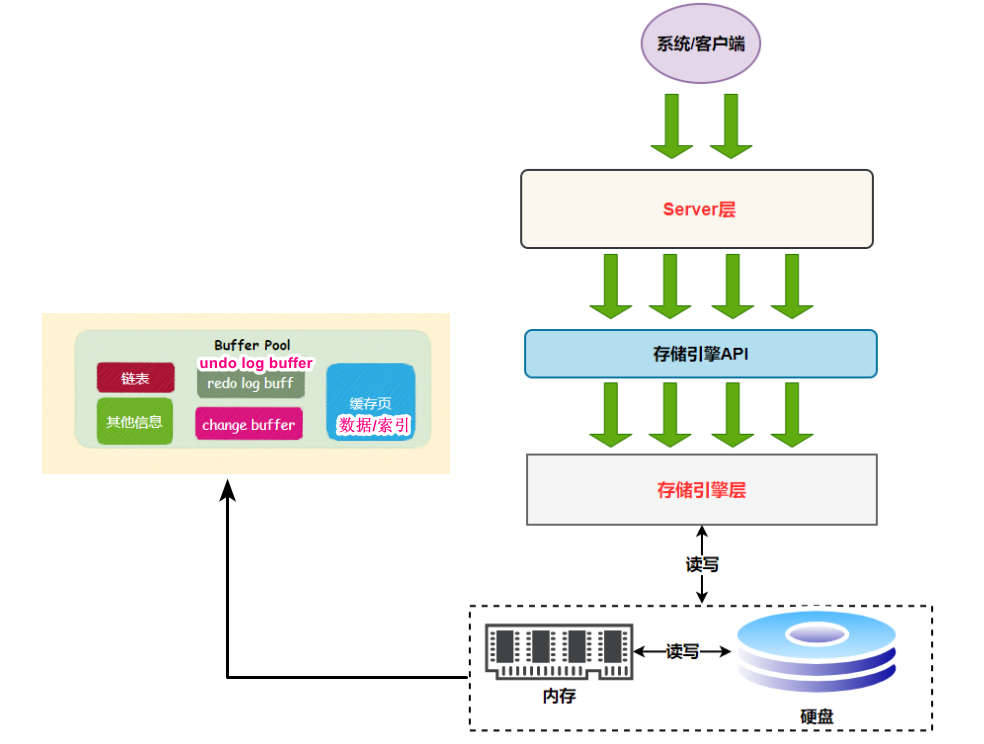 系统/客户端
Server层
存储引擎API
存储引擎层
读写
内存
读写
硬盘
Buffer Pool
链表
undo log buffer
redo log buff
其他信息
change buffer
缓存页
数据/索引